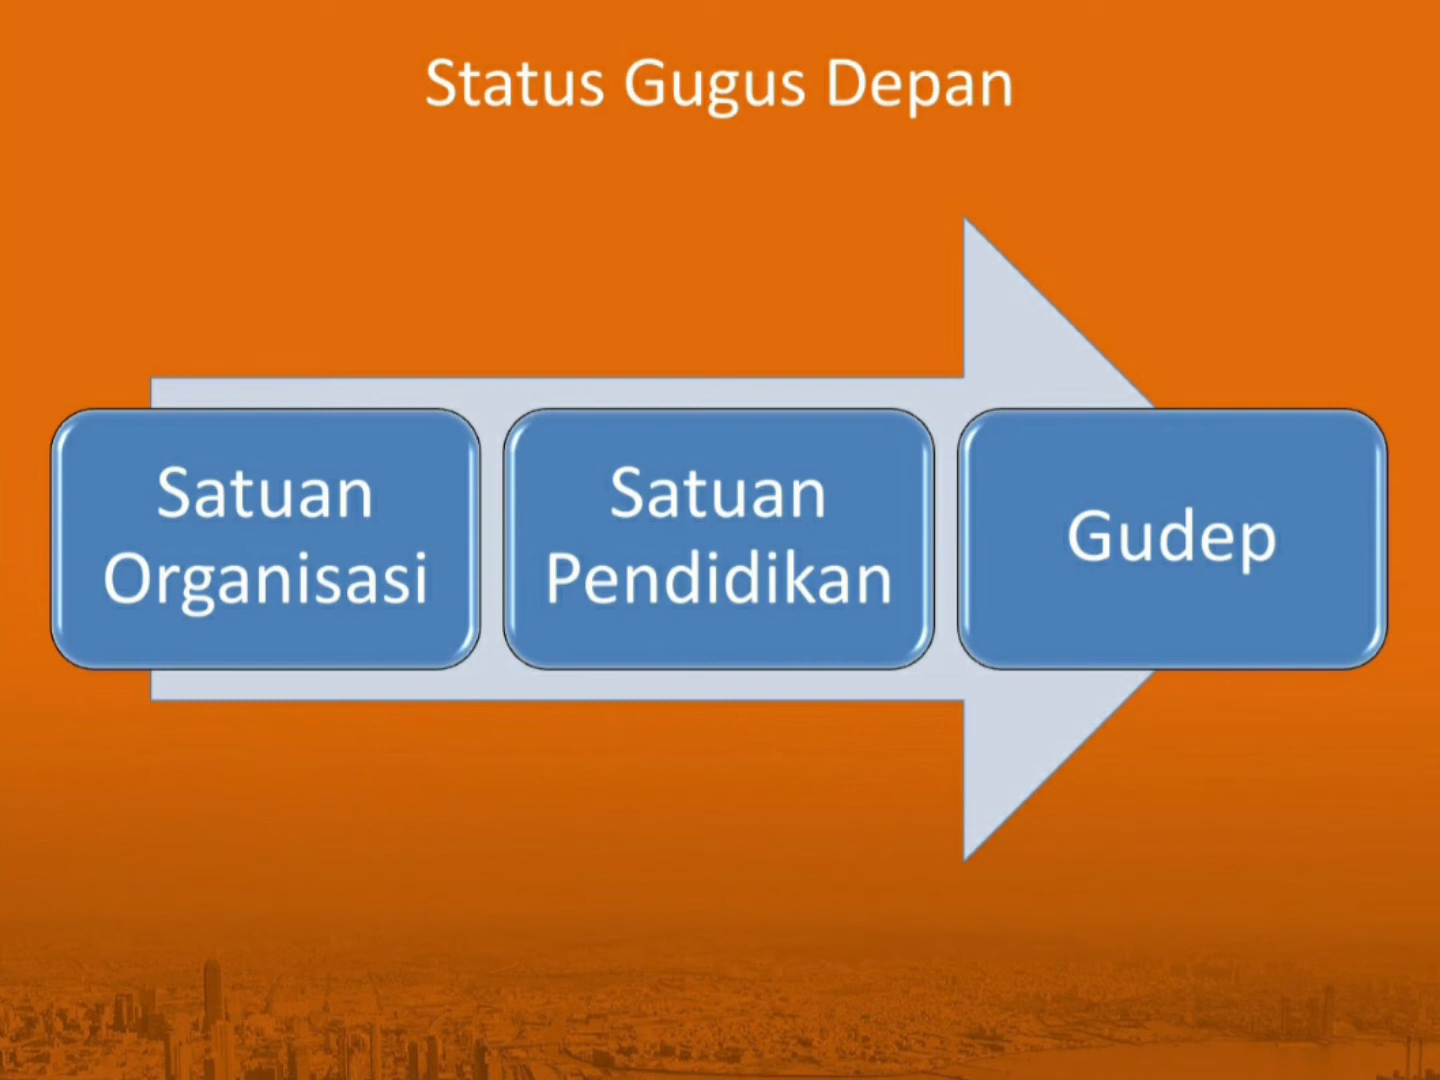 Status Gugus Depan
Satuan
Organisasi
Satuan
Pendidikan
Gudep